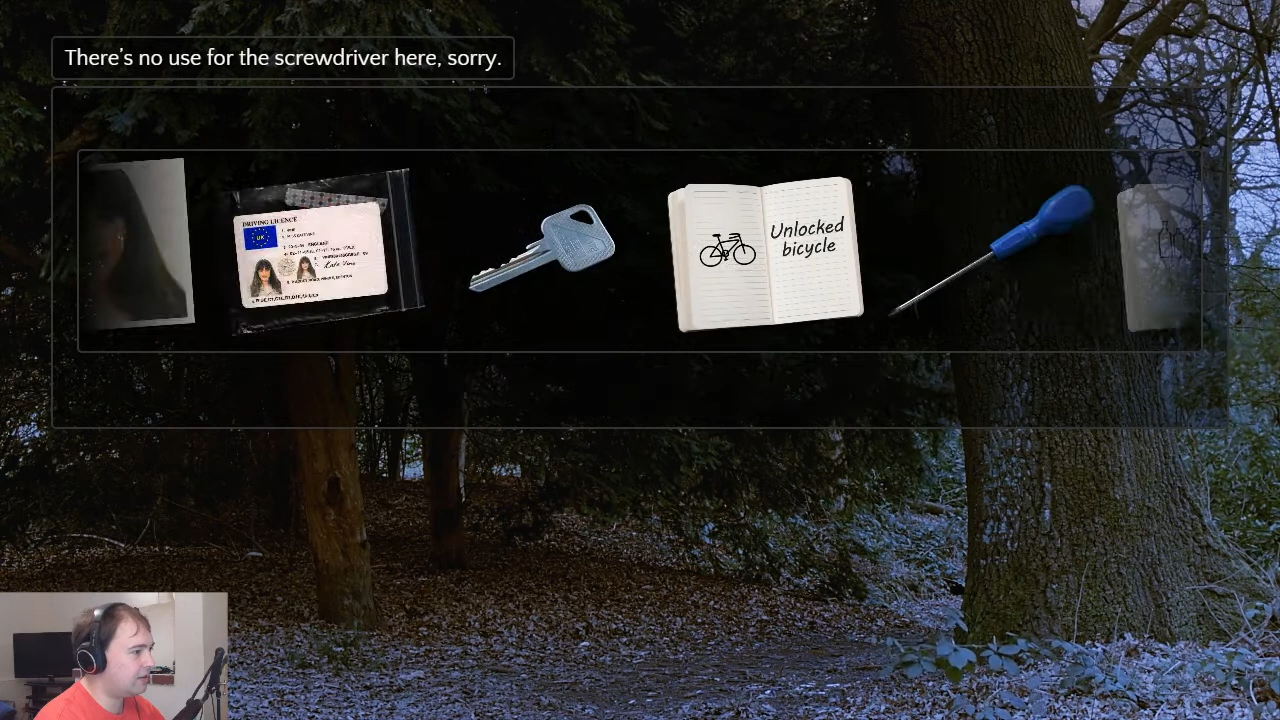 There's no use for the screwdriver here, sorry.
DRIVING LICENCE
UK
Unlocked
bicycle